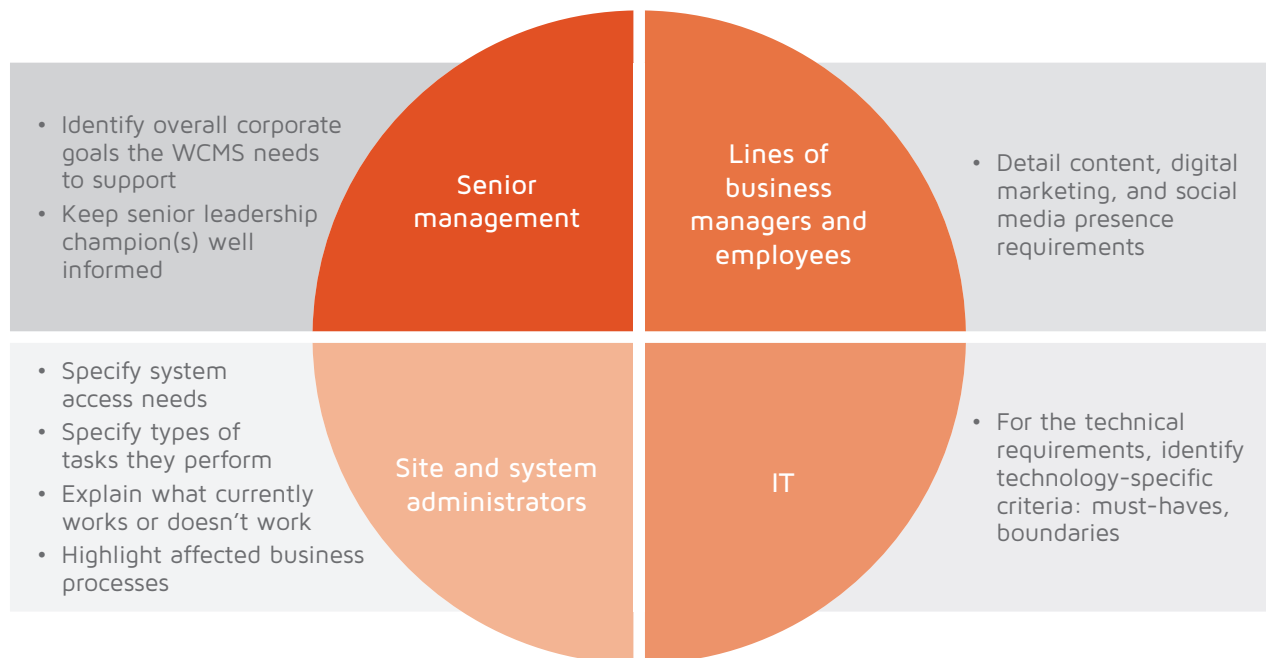 • Identify overall corporate
goals the WCMS needs
to support
• Keep senior leadership
champion(s) well
informed
Senior
management
Lines of
business
managers and
employees
• Detail content, digital
marketing, and social
media presence
requirements
• Specify system
access needs
• Specify types of
tasks they perform
• Explain what currently
works or doesn’t work
• Highlight affected business
processes
Site and system
administrators
IT
• For the technical
requirements, identify
technology-specific
criteria: must-haves,
boundaries